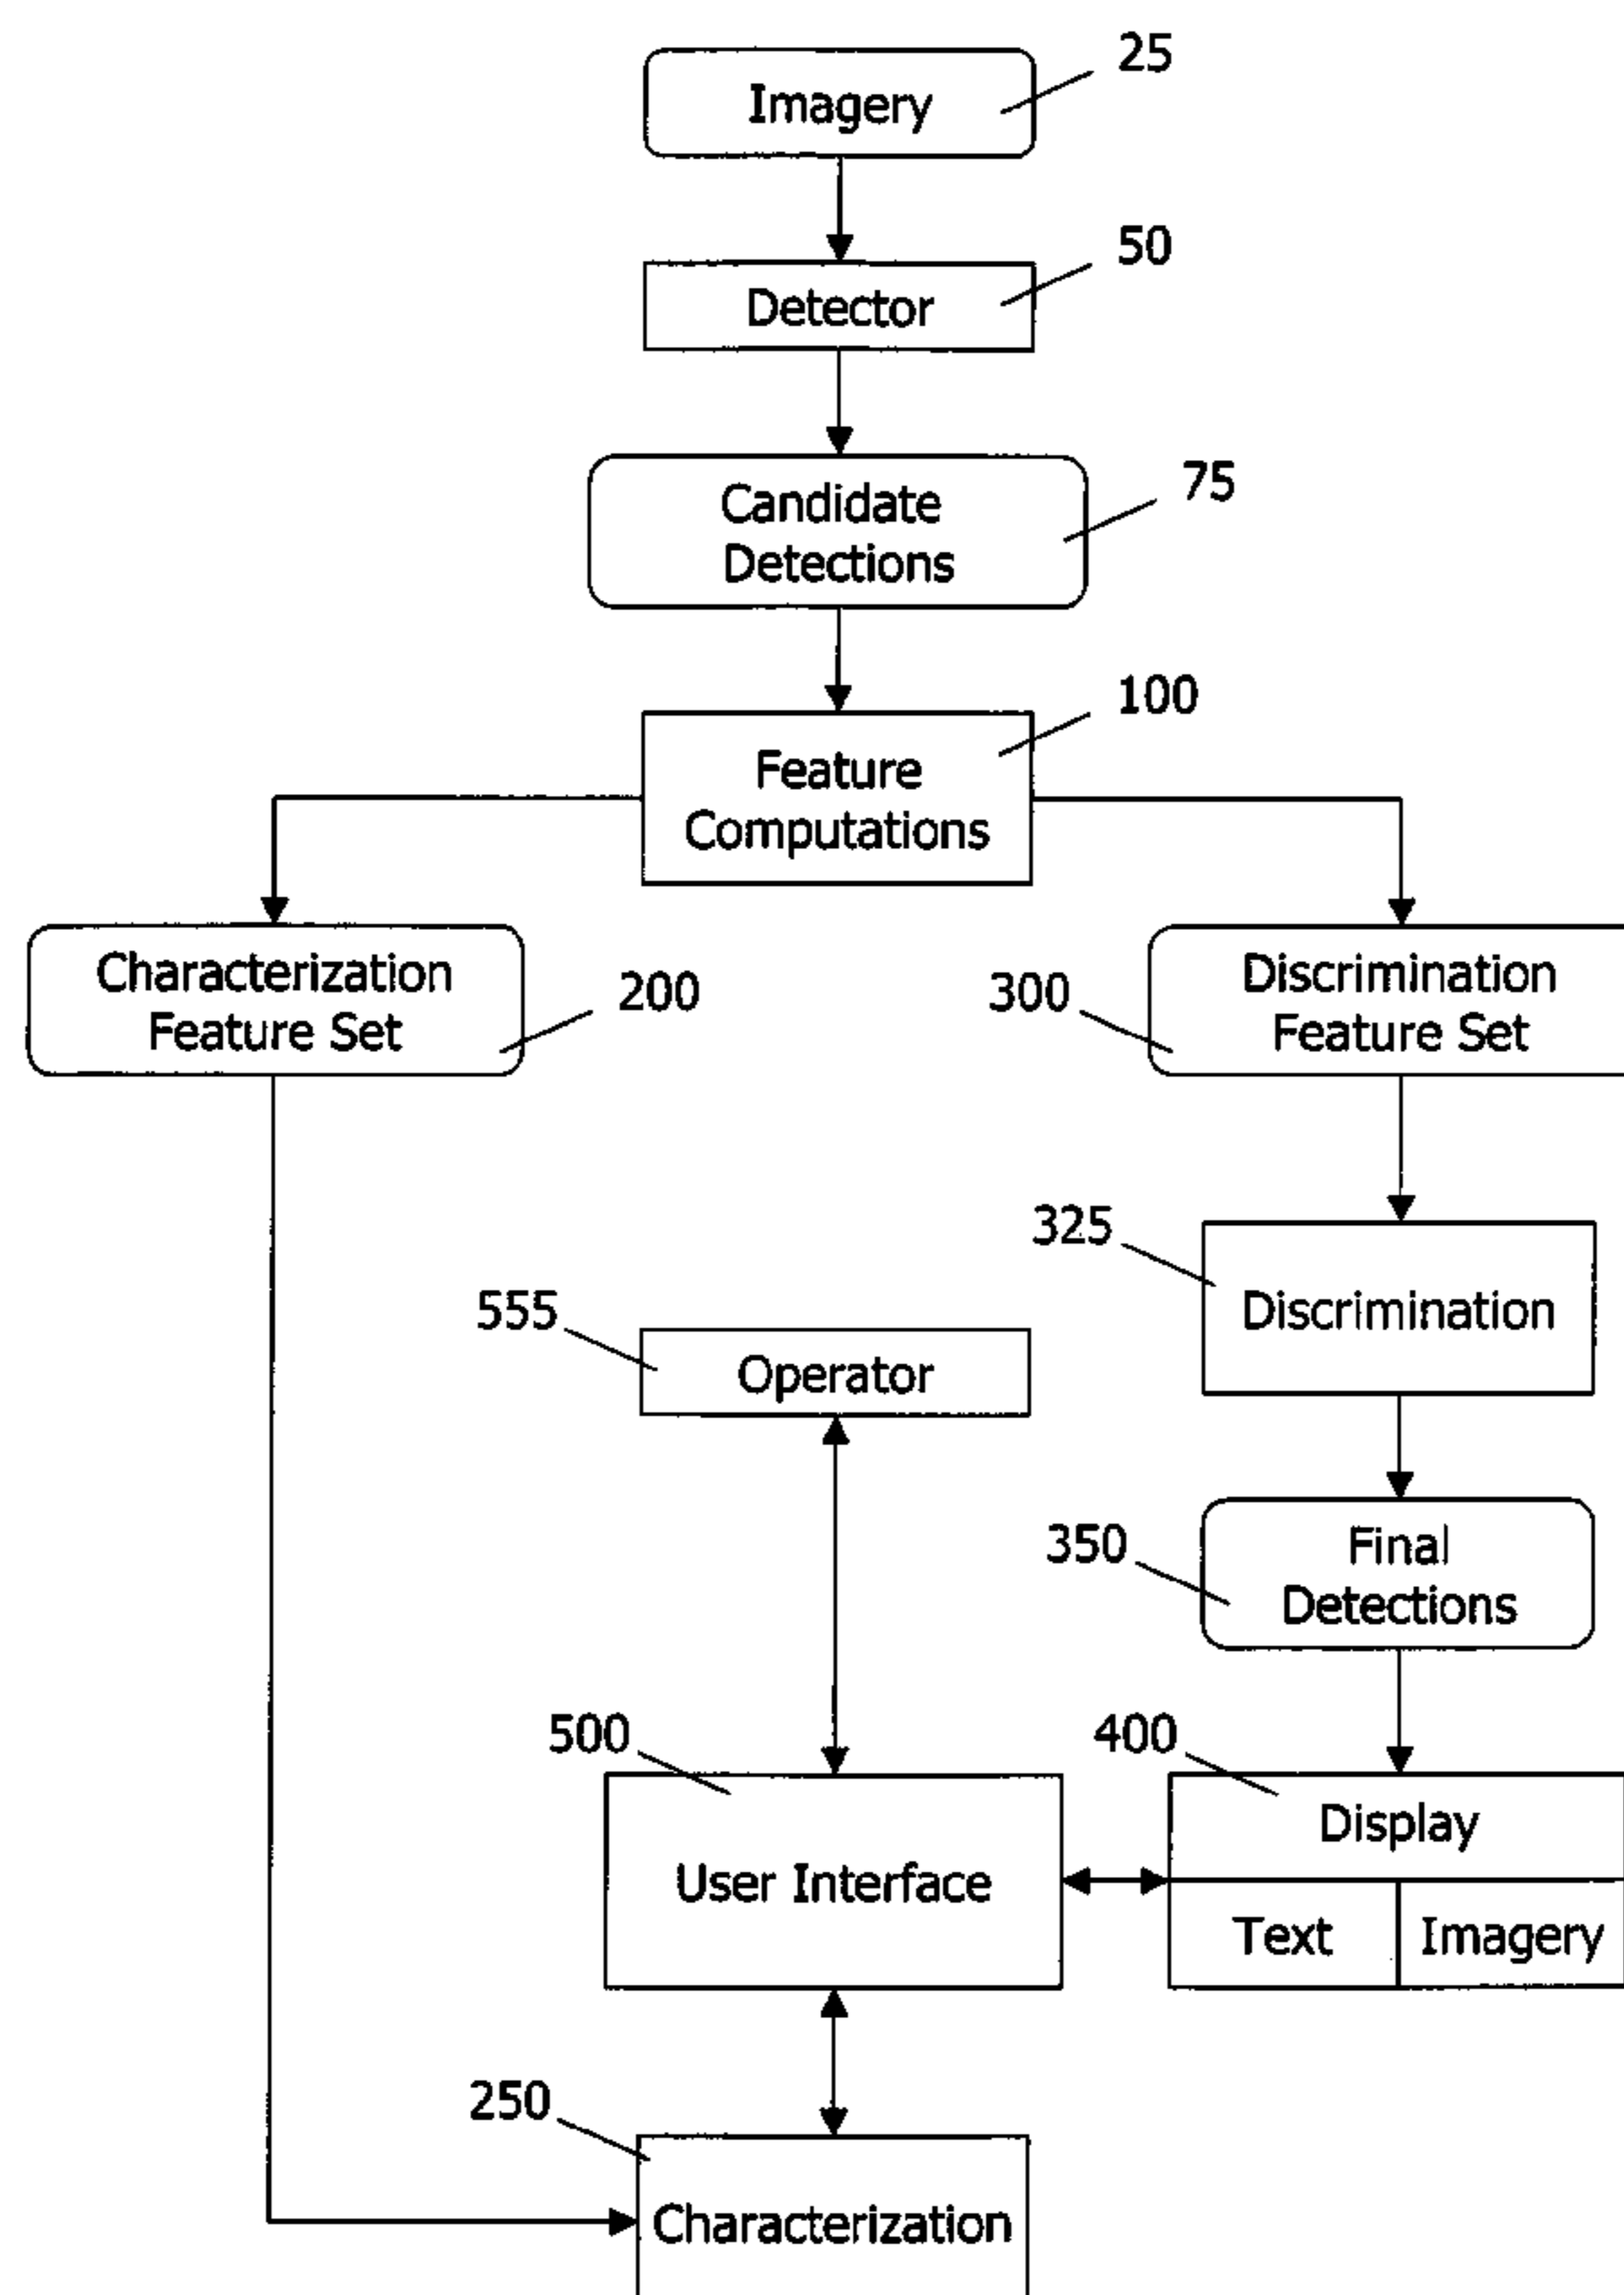 25
Imagery
50
Detector
75
Candidate
Detections
100
Feature
Computations
Characterization
Feature Set
200
300
Discrimination
Feature Set
325
Discrimination
555
Operator
350
Final
Detections
500
User Interface
400
Display
Text
Imagery
250
Characterization